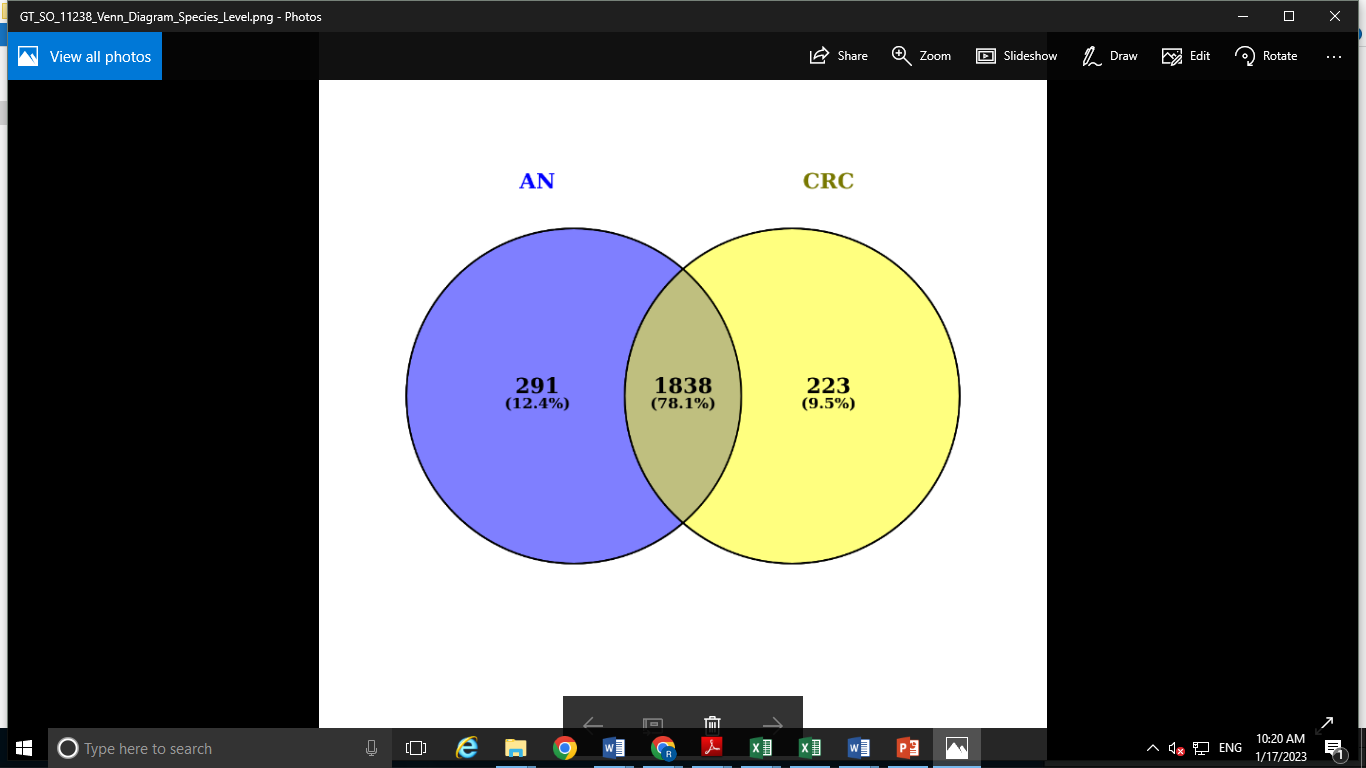 GT_SO_11238_Venn_Diagram_Species_Level.png - Photos
View all photos
Share
Zoom
Slideshow
Draw
Edit
Rotate
AN
CRC
291
(12.4%)
1838
(78.1%)
223
(9.5%)
Type here to search
ENG
10:20 AM
1/17/2023
1